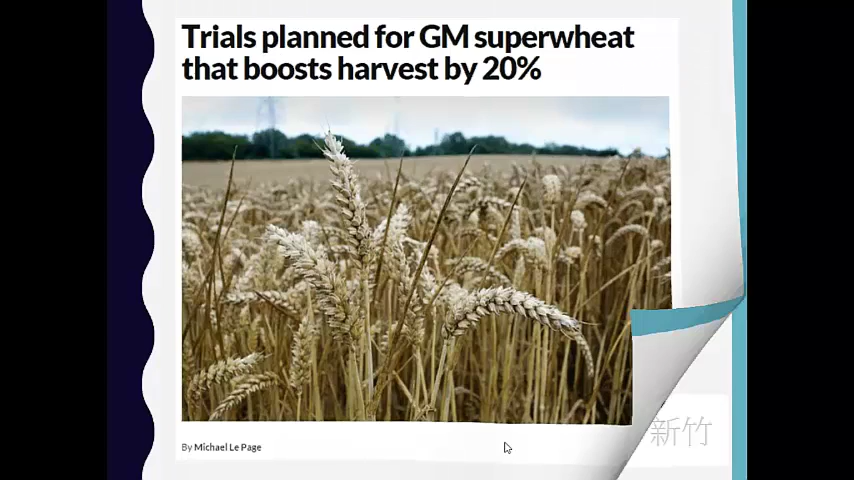 Trials planned for GM superwheat
that boosts harvest by 20%
By Michael Le Page
新竹